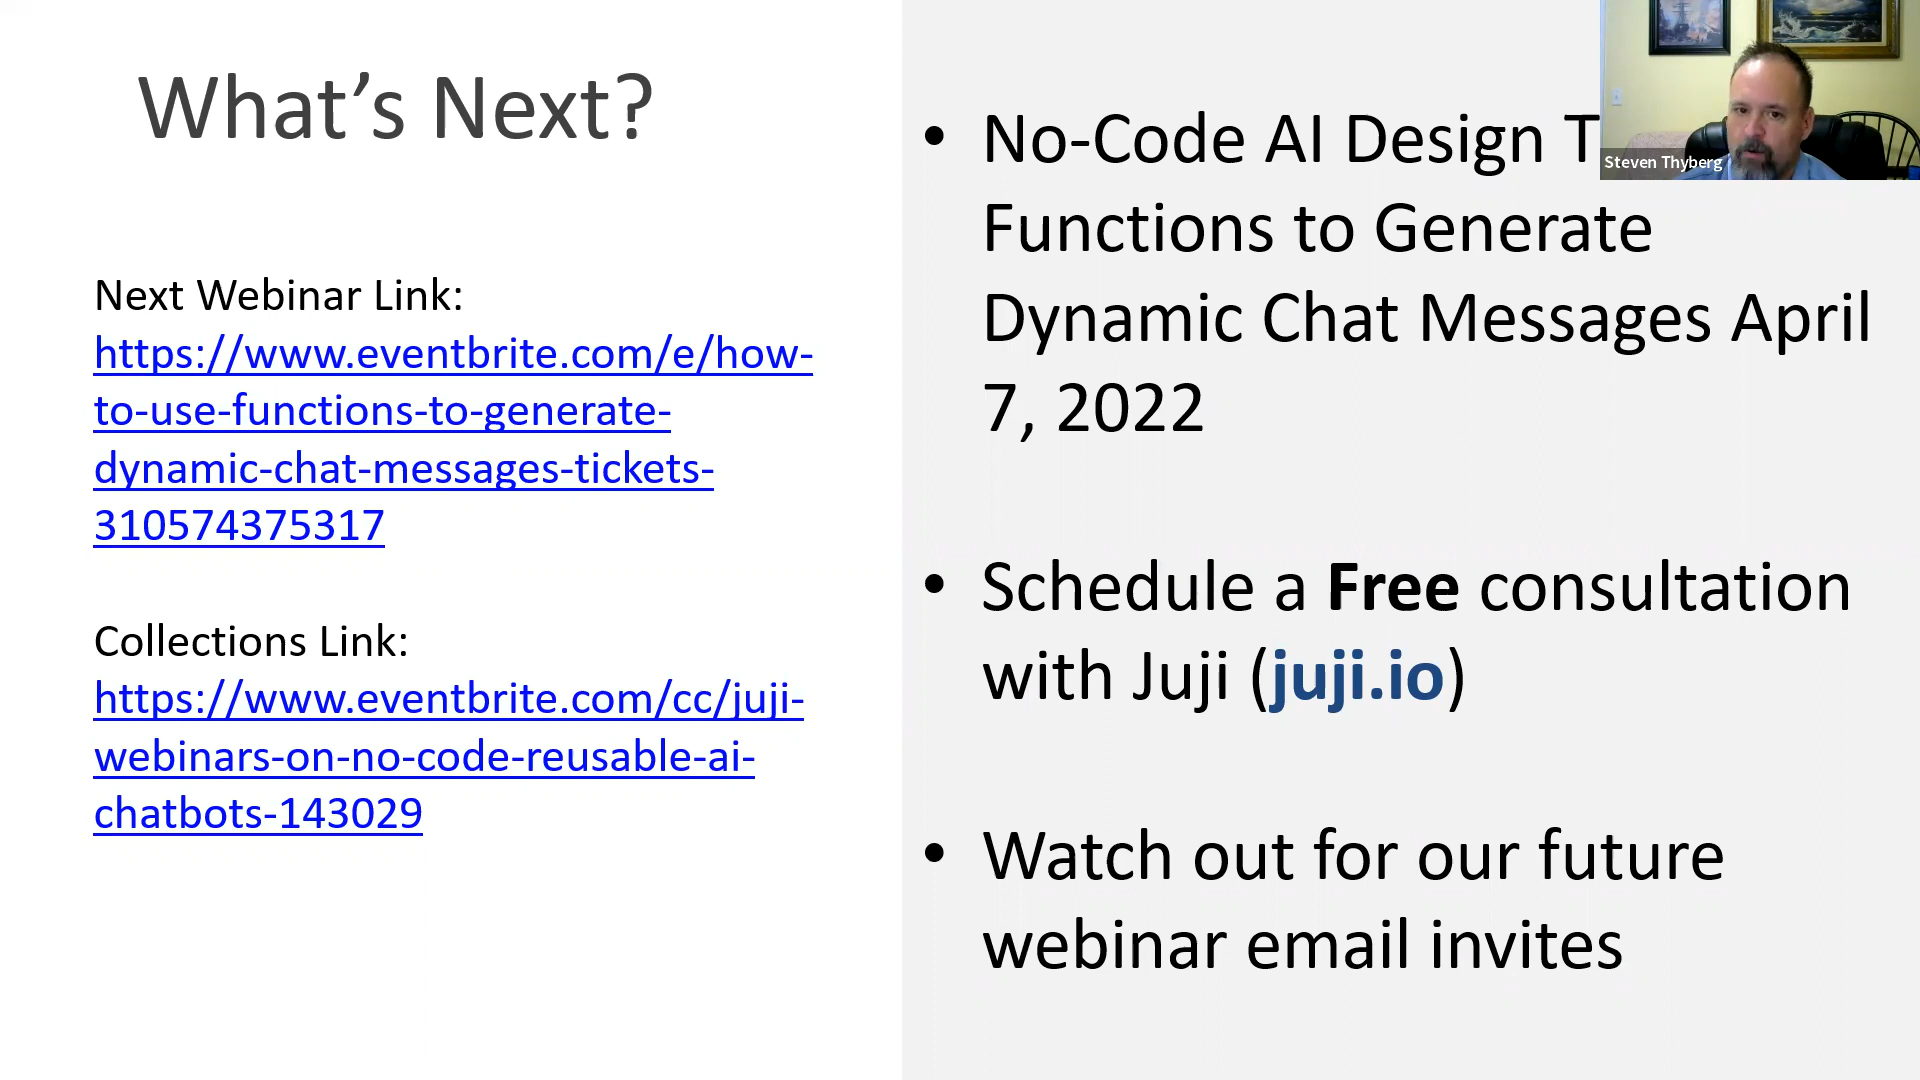 What’s Next?
Next Webinar Link:
https://www.eventbrite.com/e/how-
to-use-functions-to-generate-
dynamic-chat-messages-tickets-
310574375317
Collections Link:
https://www.eventbrite.com/cc/juji-
webinars-on-no-code-reusable-ai-
chatbots-143029
• No-Code AI Design
Functions to Generate
Dynamic Chat Messages April
7, 2022
• Schedule a Free consultation
with Juji (juji.io)
• Watch out for our future
webinar email invites
Steven Thyberg